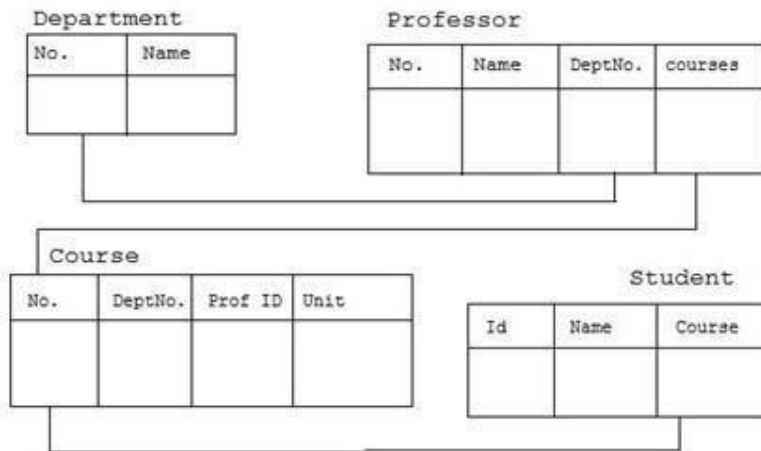 Department
No. Name
Professor
No. Name DeptNo. courses
Course
No. DeptNo. Prof ID Unit
Student
Id Name Course